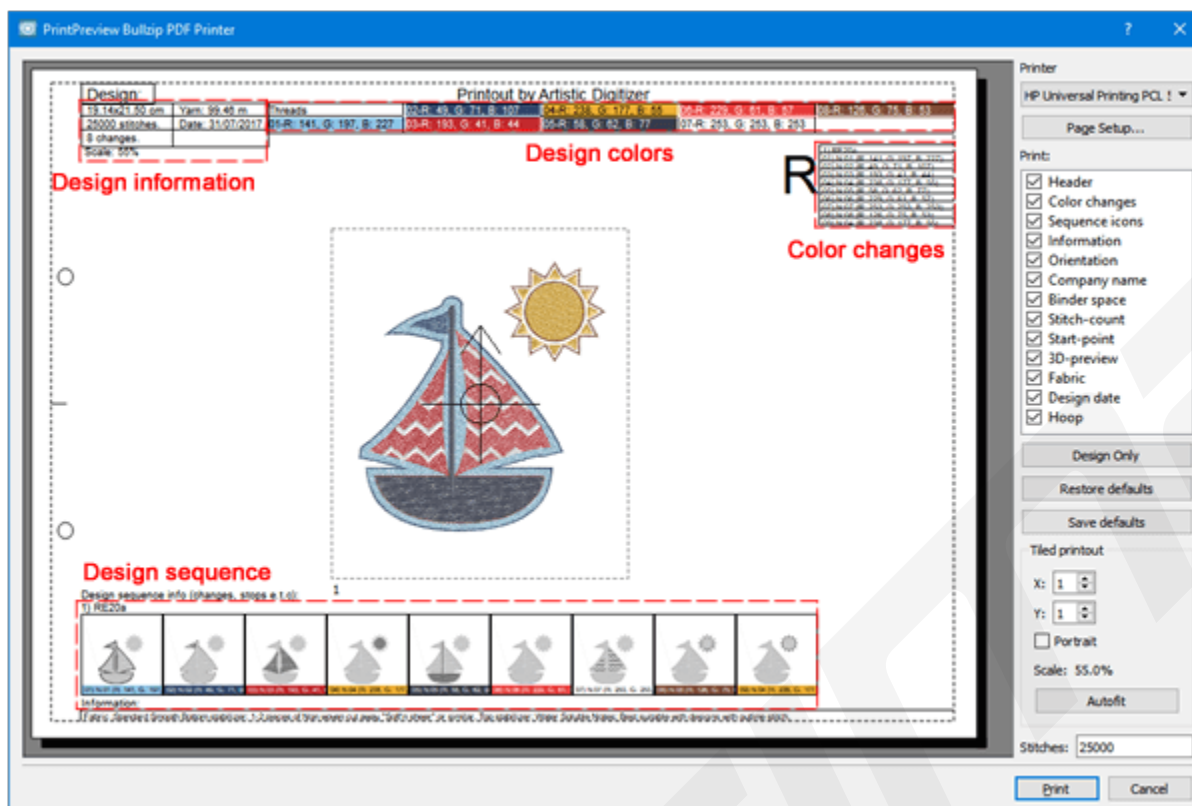 PrintPreview Bullzip PDF Printer
?
Design:
Printout by Artistic Digitizer
19.14x21.50 cm Yarn: 99.46 m Threads 02-R: 49, G: 71, B: 107 04-R: 238, G: 177, B: 55 06-R: 229, G: 61, B: 57 08-R: 126, G: 75, B: 53
25000 stitches. Date: 31/07/2017 01-R: 141, G: 197, B: 227 03-R: 193, G: 41, B: 44 05-R: 58, G: 62, B: 77 07-R: 253, G: 253, B: 253
8 changes.
Scale: 55%
Design information
Design colors
R
1) RE20a
Color changes
Design sequence
Design sequence info (changes, stops e.t.c):
1
1) RE20a
Information:
Printer
HP Universal Printing PCL
Page Setup...
Print:
Header
Color changes
Sequence icons
Information
Orientation
Company name
Binder space
Stitch-count
Start-point
3D-preview
Fabric
Design date
Hoop
Design Only
Restore defaults
Save defaults
Tiled printout
X: 1
Y: 1
Portrait
Scale: 55.0%
Autofit
Stitches: 25000
Print Cancel